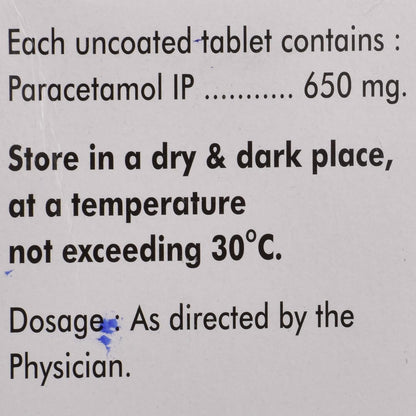 Each uncoated tablet contains :
Paracetamol IP ........... 650 mg.
Store in a dry & dark place,
at a temperature
not exceeding 30°C.
Dosage : As directed by the
Physician.